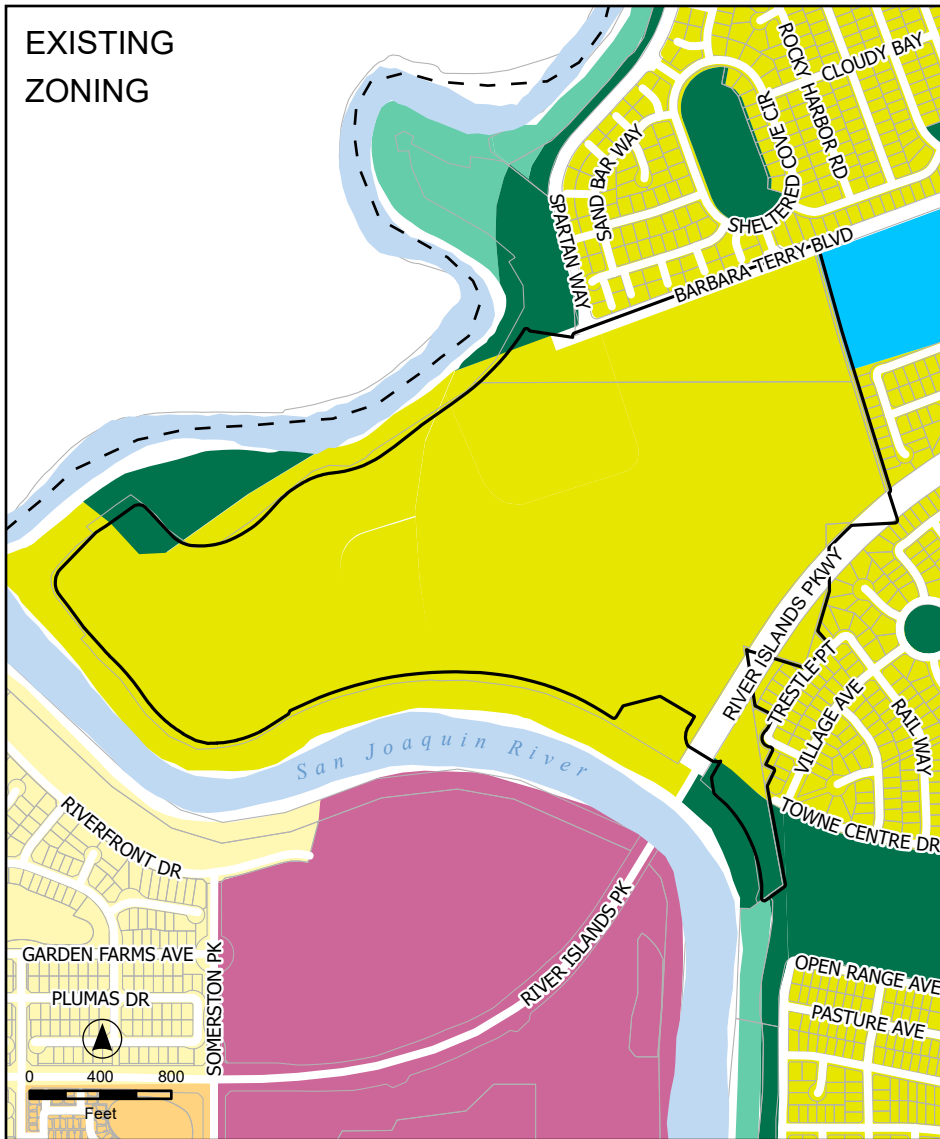 EXISTING
ZONING
ROCKY HARBOR RD
CLOUDY BAY
SAND BAR WAY
SHELTERED COVE CIR
SPARTAN WAY
BARBARA TERRY BLVD
RIVER ISLANDS PKWY
TRESTLE PT
VILLAGE AVE
RAIL WAY
San Joaquin River
TOWNE CENTRE DR
RIVERFRONT DR
RIVER ISLANDS PK
GARDEN FARMS AVE
SOMERSTON PK
PLUMAS DR
OPEN RANGE AVE
PASTURE AVE
0 400 800
Feet